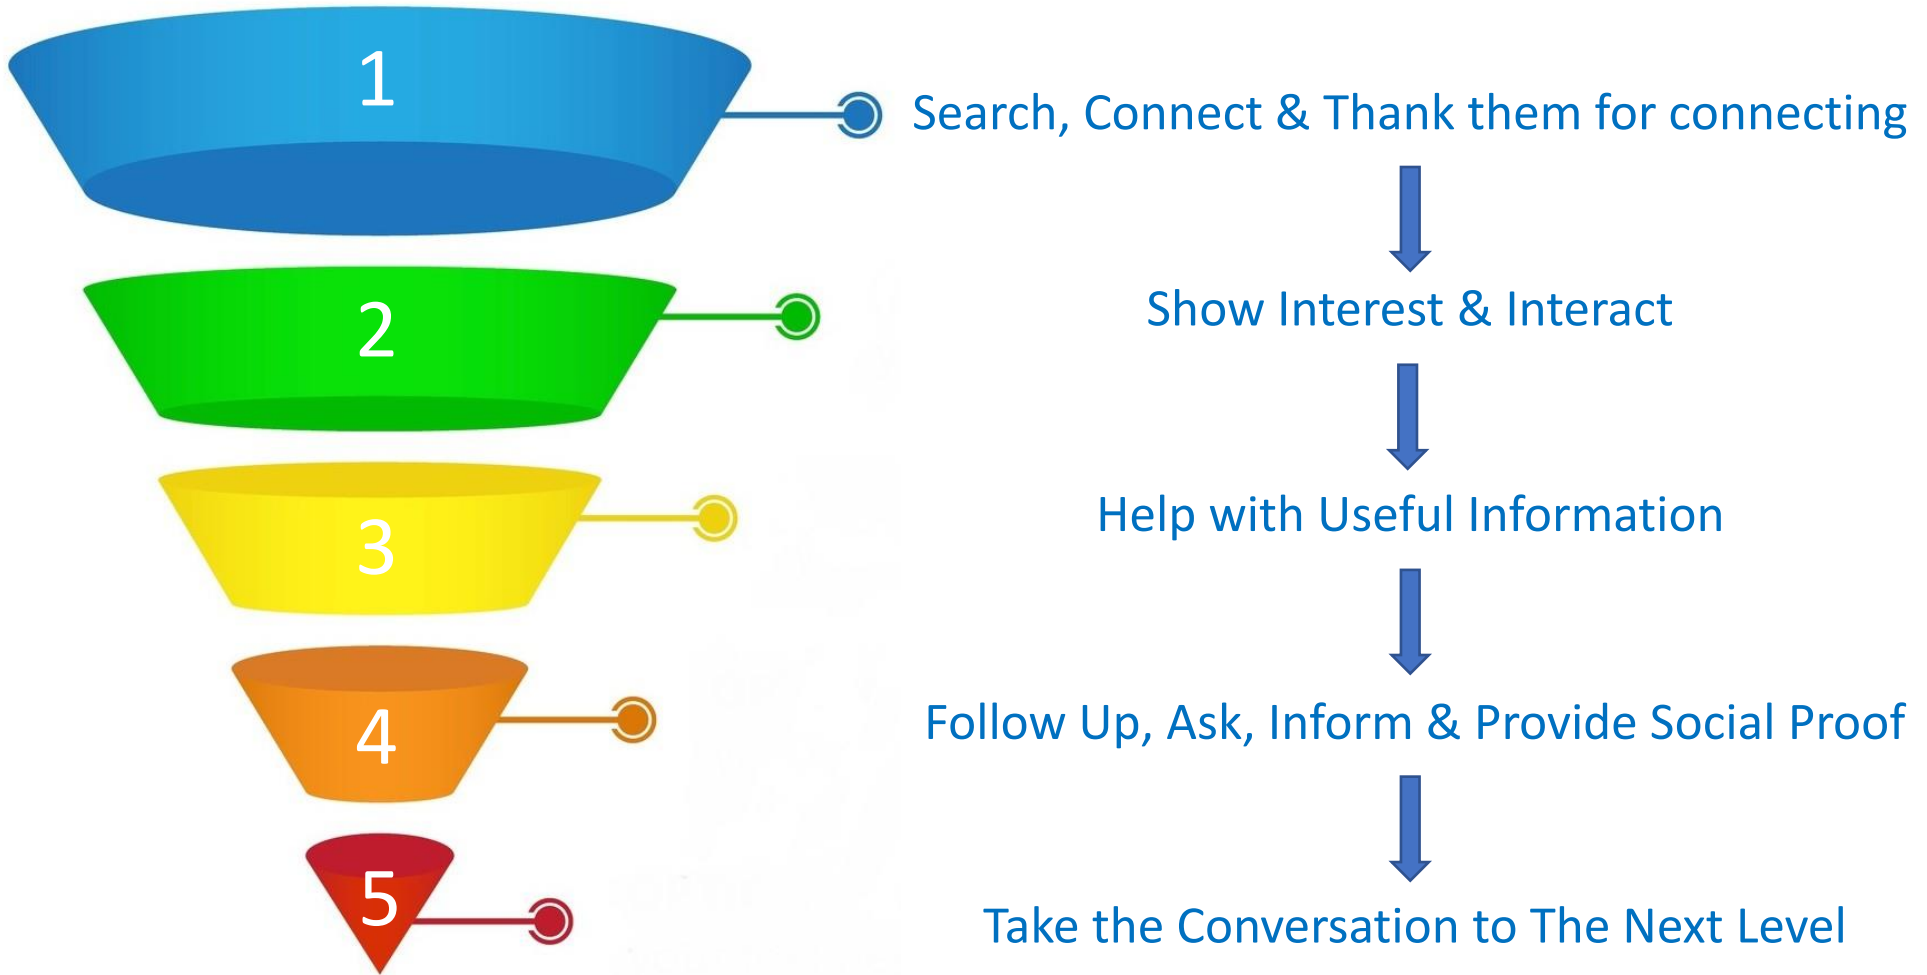 1
Search, Connect & Thank them for connecting
2
Show Interest & Interact
3
Help with Useful Information
4
Follow Up, Ask, Inform & Provide Social Proof
5
Take the Conversation to The Next Level